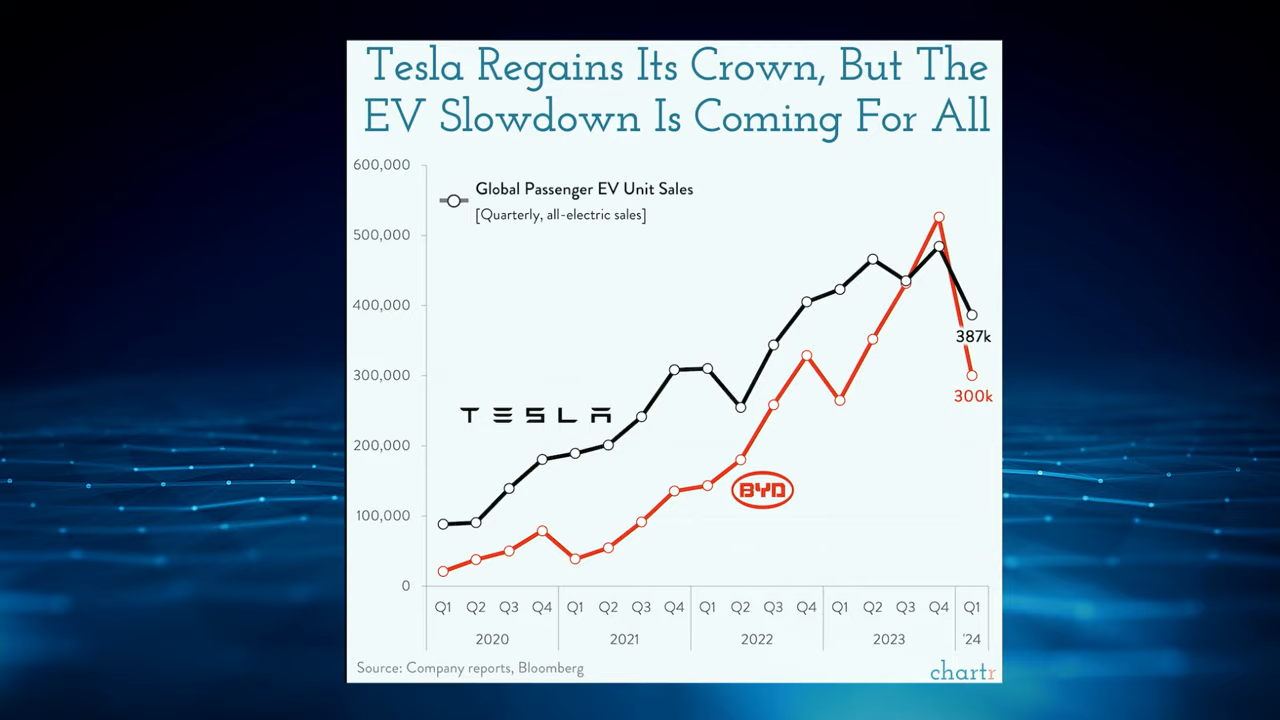 Tesla Regains Its Crown, But The
EV Slowdown Is Coming For All
600,000
Global Passenger EV Unit Sales
[Quarterly, all-electric sales]
500,000
400,000
387k
300,000
300k
TESLA
200,000
BYD
100,000
0
Q1 Q2 Q3 Q4 Q1 Q2 Q3 Q4 Q1 Q2 Q3 Q4 Q1 Q2 Q3 Q4 Q1
2020 2021 2022 2023 '24
Source: Company reports, Bloomberg
chartr